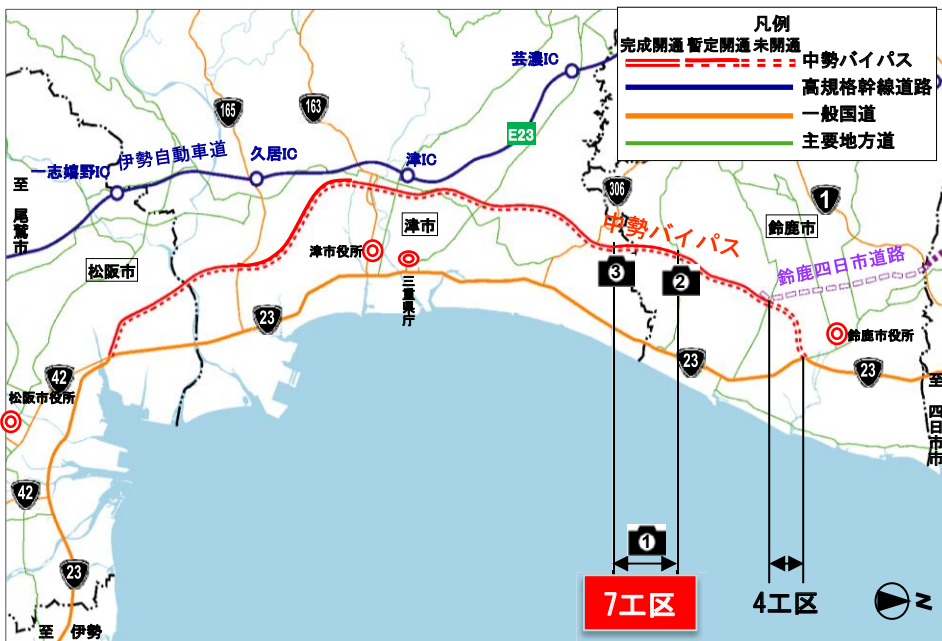 凡例
完成開通 暫定開通 未開通
中勢バイパス
高規格幹線道路
一般国道
主要地方道
芸濃IC
165
163
E23
伊勢自動車道
久居IC
津IC
一志嬉野IC
至 尾鷲市
306
1
津市
中勢バイパス
鈴鹿市
津市役所
松阪市
三重県庁
3
2
鈴鹿四日市道路
23
鈴鹿市役所
23
23
42
松阪市役所
至 四日市市
42
23
1
7工区
4工区
N
至 伊勢